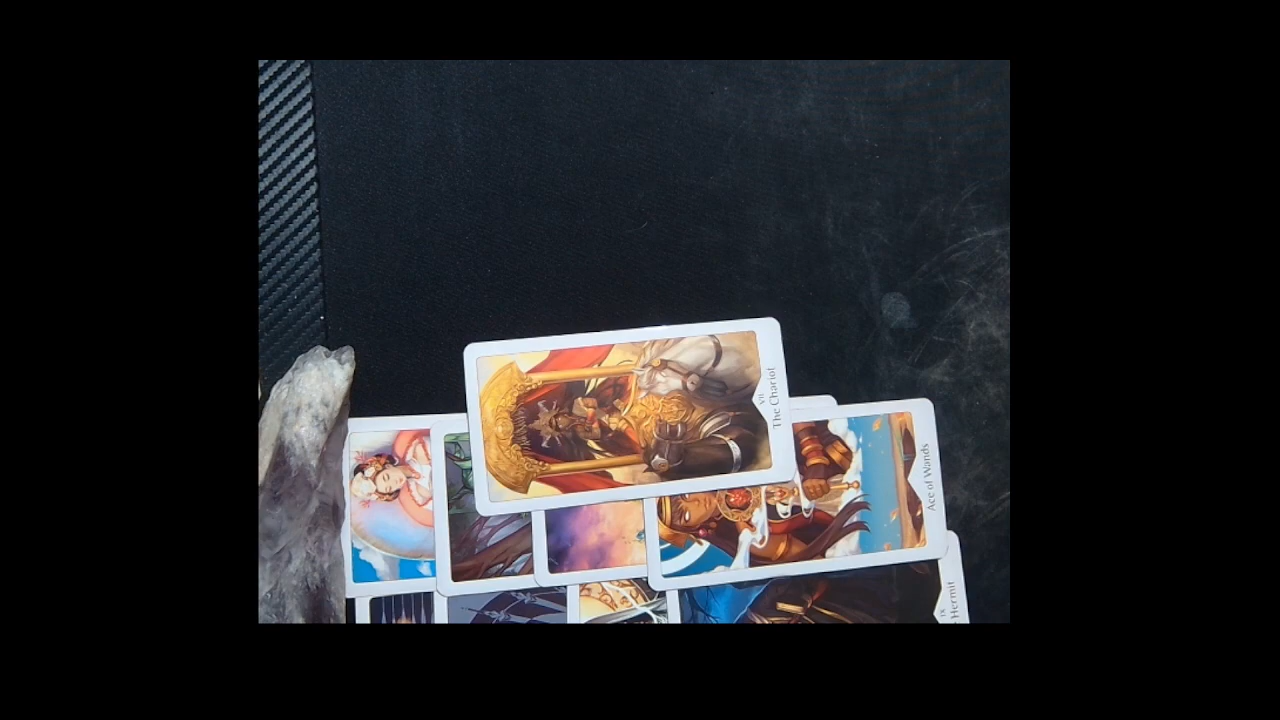 VII
The Chariot
Ace of Wands
IX
Hermit